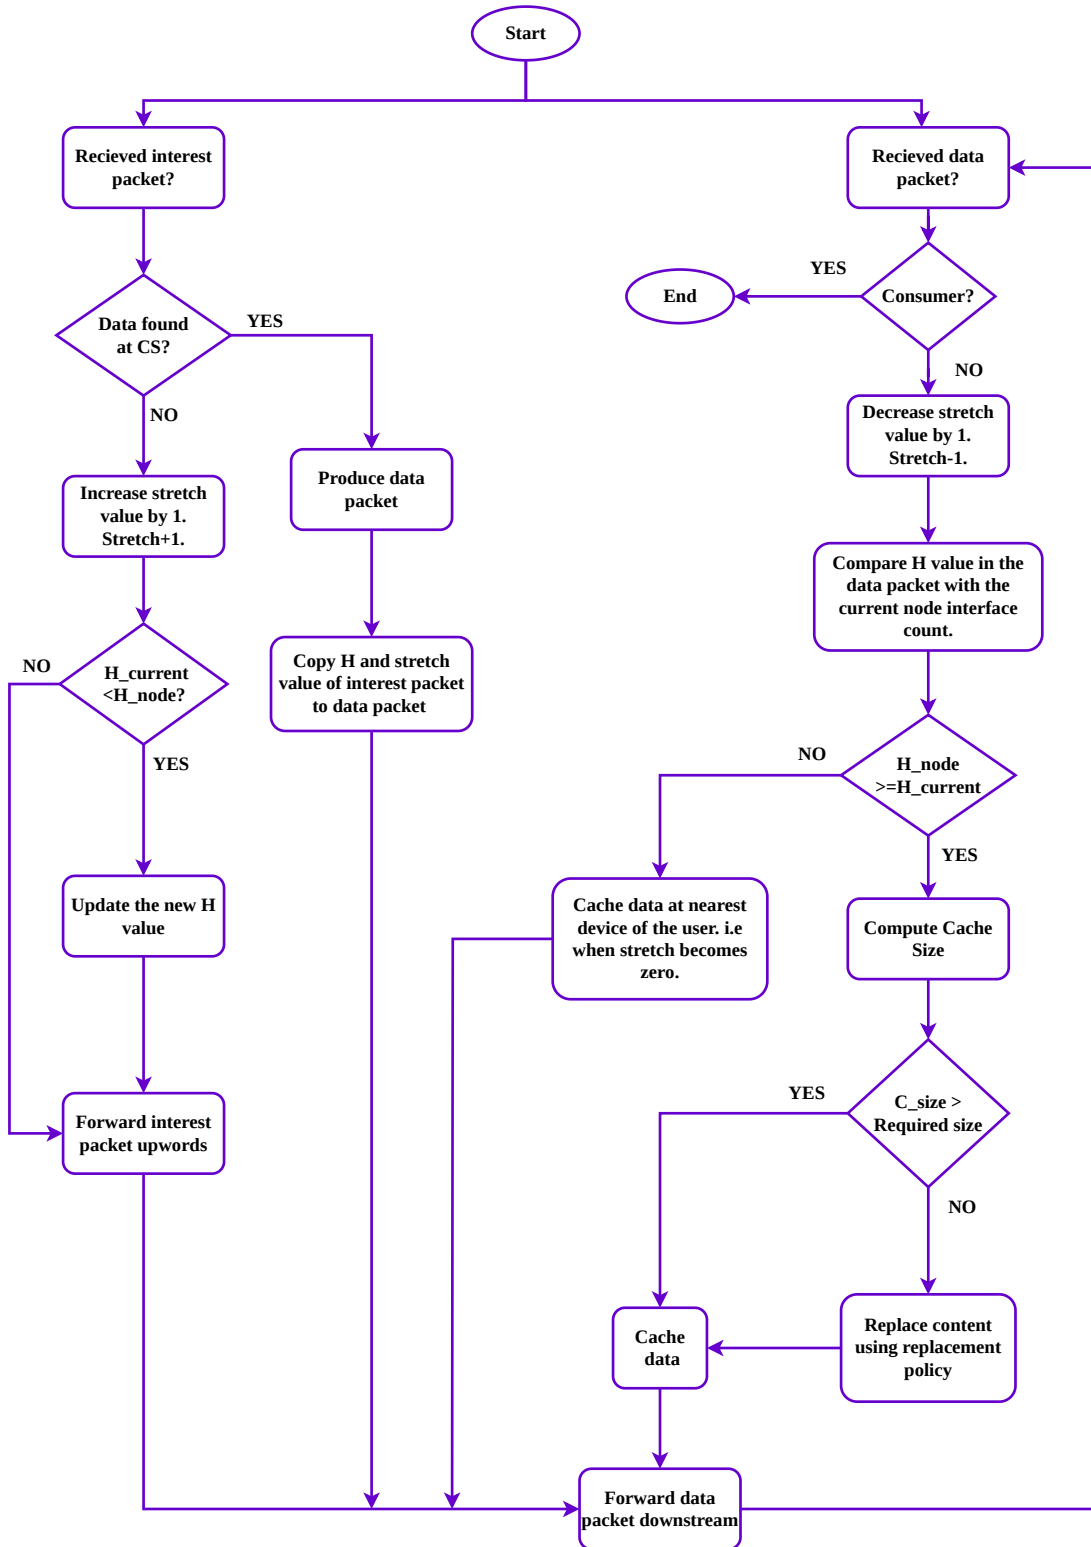 Start
Recieved interest
packet?
Recieved data
packet?
YES
End
Consumer?
NO
Data found
at CS?
YES
NO
Decrease stretch
value by 1.
Stretch-1.
Increase stretch
value by 1.
Stretch+1.
Produce data
packet
Compare H value in the
data packet with the
current node interface
count.
NO
H_current
<H_node?
YES
Copy H and stretch
value of interest packet
to data packet
NO
H_node
>=H_current
YES
Update the new H
value
Cache data at nearest
device of the user. i.e
when stretch becomes
zero.
Compute Cache
Size
Forward interest
packet upwords
YES
C_size >
Required size
NO
Cache
data
Replace content
using replacement
policy
Forward data
packet downstream